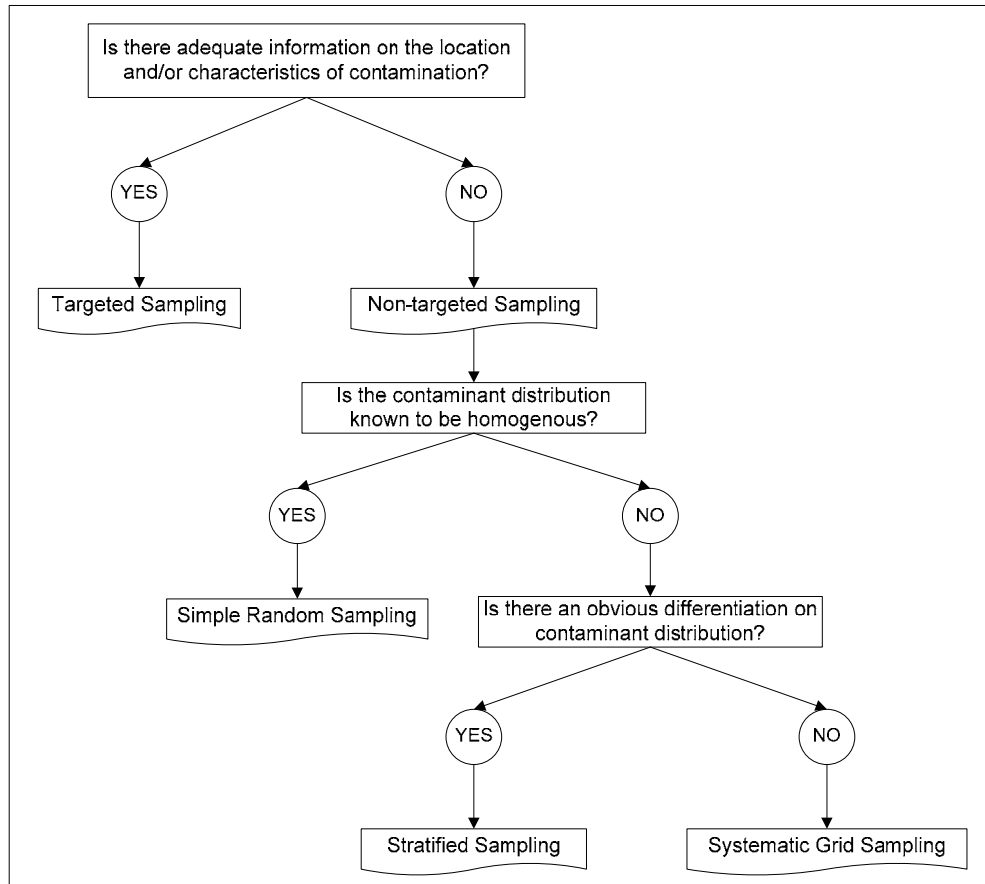 Is there adequate information on the location
and/or characteristics of contamination?
YES
NO
Targeted Sampling
Non-targeted Sampling
Is the contaminant distribution
known to be homogenous?
YES
NO
Simple Random Sampling
Is there an obvious differentiation on
contaminant distribution?
YES
NO
Stratified Sampling
Systematic Grid Sampling